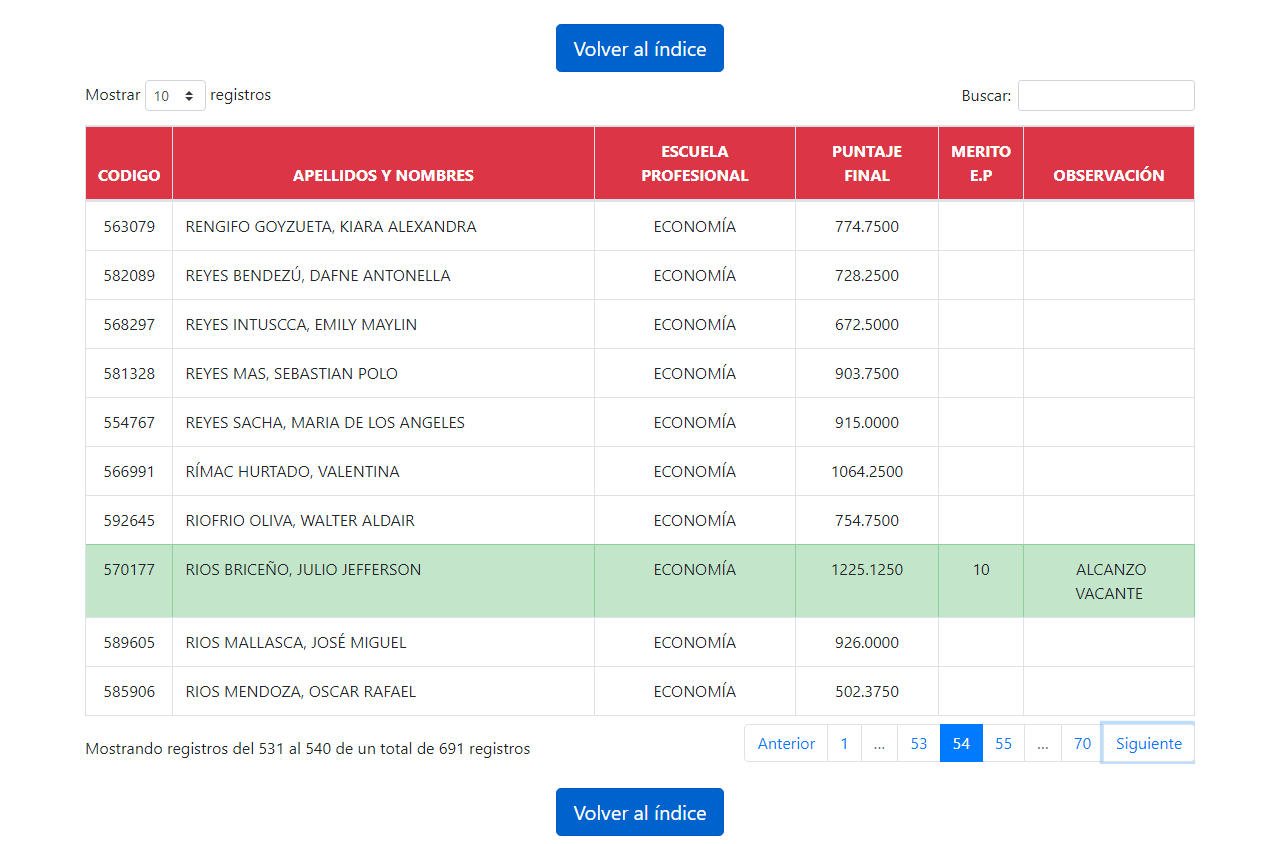 Volver al índice
Mostrar 10 registros Buscar:
CODIGO APELLIDOS Y NOMBRES ESCUELA PROFESIONAL PUNTAJE FINAL MERITO E.P OBSERVACIÓN
563079 RENGIFO GOYZUETA, KIARA ALEXANDRA ECONOMÍA 774.7500
582089 REYES BENDEZÚ, DAFNE ANTONELLA ECONOMÍA 728.2500
568297 REYES INTUSCCA, EMILY MAYLIN ECONOMÍA 672.5000
581328 REYES MAS, SEBASTIAN POLO ECONOMÍA 903.7500
554767 REYES SACHA, MARIA DE LOS ANGELES ECONOMÍA 915.0000
566991 RÍMAC HURTADO, VALENTINA ECONOMÍA 1064.2500
592645 RIOFRIO OLIVA, WALTER ALDAIR ECONOMÍA 754.7500
570177 RIOS BRICEÑO, JULIO JEFFERSON ECONOMÍA 1225.1250 10 ALCANZO VACANTE
589605 RIOS MALLASCA, JOSÉ MIGUEL ECONOMÍA 926.0000
585906 RIOS MENDOZA, OSCAR RAFAEL ECONOMÍA 502.3750
Mostrando registros del 531 al 540 de un total de 691 registros Anterior 1 ... 53 54 55 ... 70 Siguiente
Volver al índice